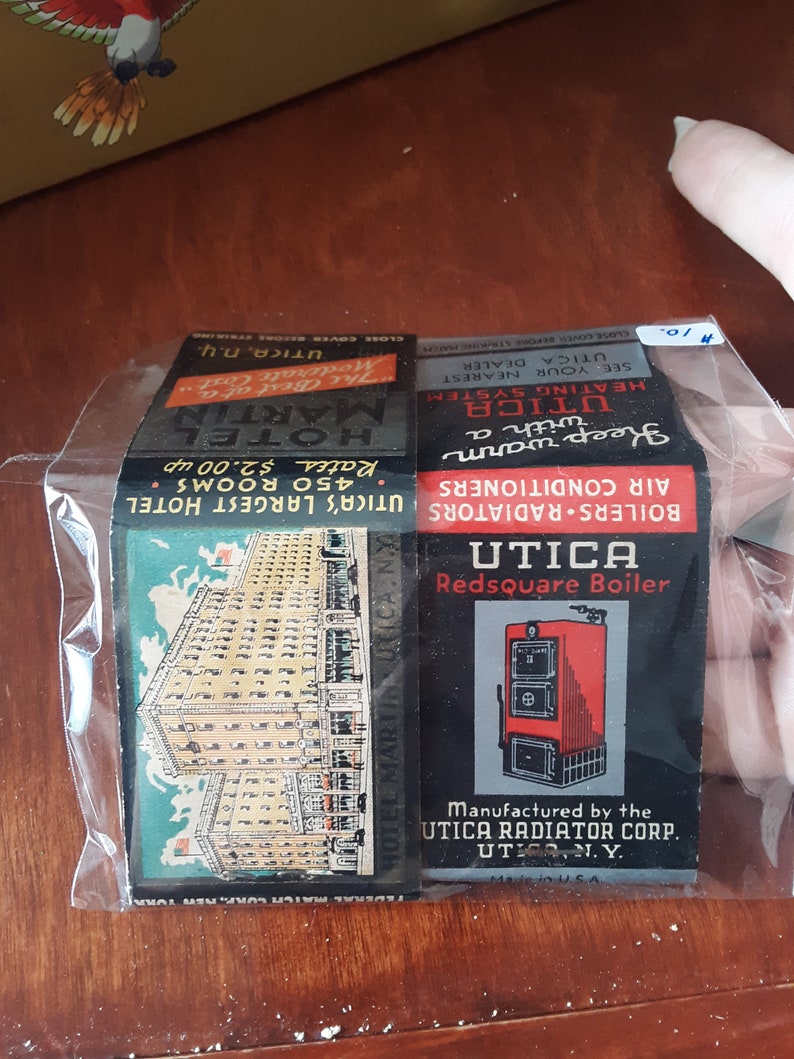 CLOSE COVER BEFORE STRIKING
UTICA, N.Y.
"The Best at a
Moderate Cost"
HOTEL
MARTIN
Rates $2.00 up
• 450 ROOMS •
UTICA'S LARGEST HOTEL
HOTEL MARTIN, UTICA, N.Y.
FEDERAL MATCH CORP. NEW YORK
# 10.
CLOSE COVER BEFORE STRIKING MATCH
SEE YOUR NEAREST
UTICA DEALER
Keep warm
with a
UTICA
HEATING SYSTEM
BOILERS•RADIATORS
AIR CONDITIONERS
UTICA
Redsquare Boiler
Manufactured by the
UTICA RADIATOR CORP.
UTICA, N.Y.
Made in U.S.A.